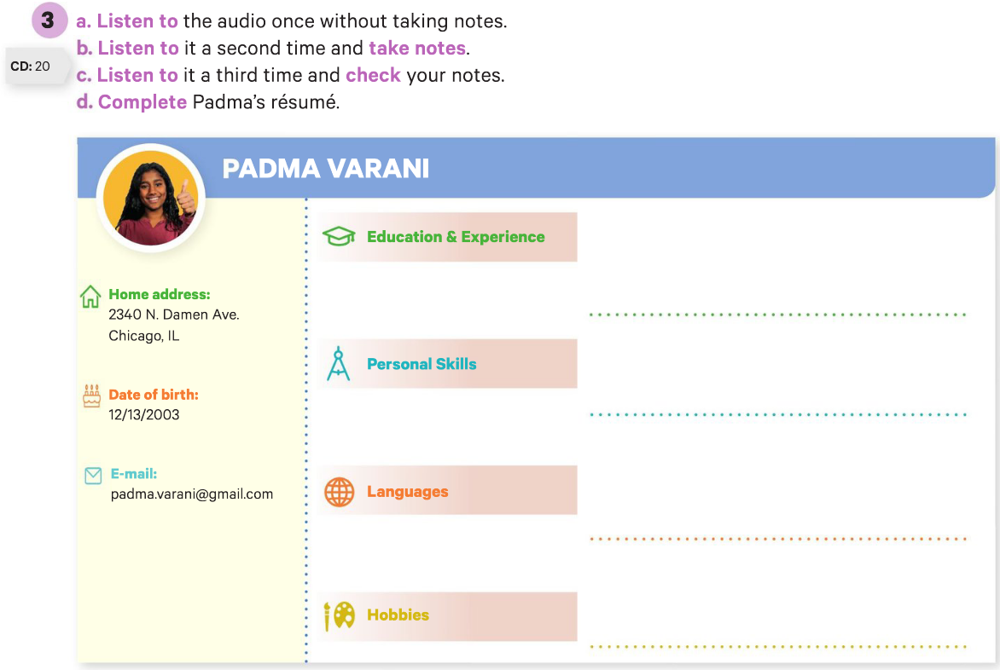 3
a. Listen to the audio once without taking notes.
b. Listen to it a second time and take notes.
CD: 20
c. Listen to it a third time and check your notes.
d. Complete Padma’s résumé.
PADMA VARANI
Home address:
2340 N. Damen Ave.
Chicago, IL
Date of birth:
12/13/2003
E-mail:
padma.varani@gmail.com
Education & Experience
Personal Skills
Languages
Hobbies